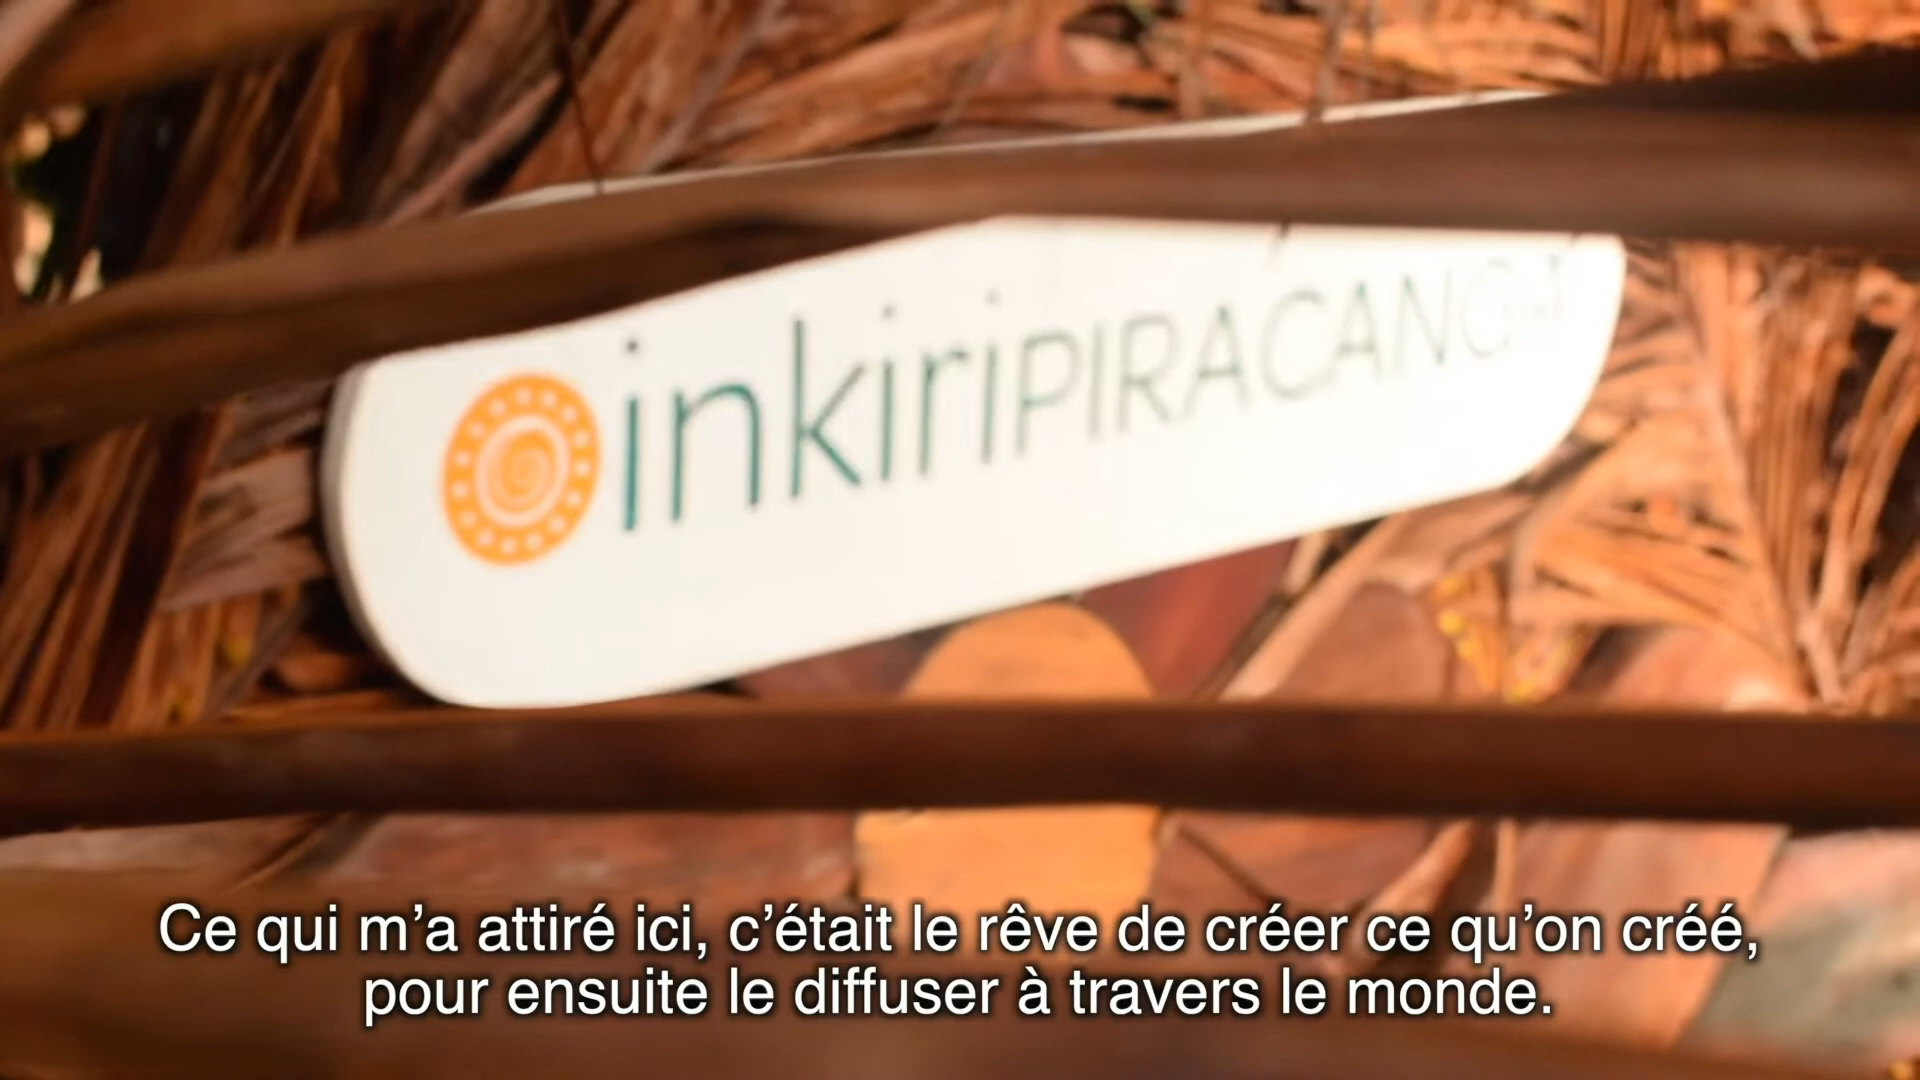 inkiriPIRACANGA
Ce qui m’a attiré ici, c’était le rêve de créer ce qu’on créé,
pour ensuite le diffuser à travers le monde.